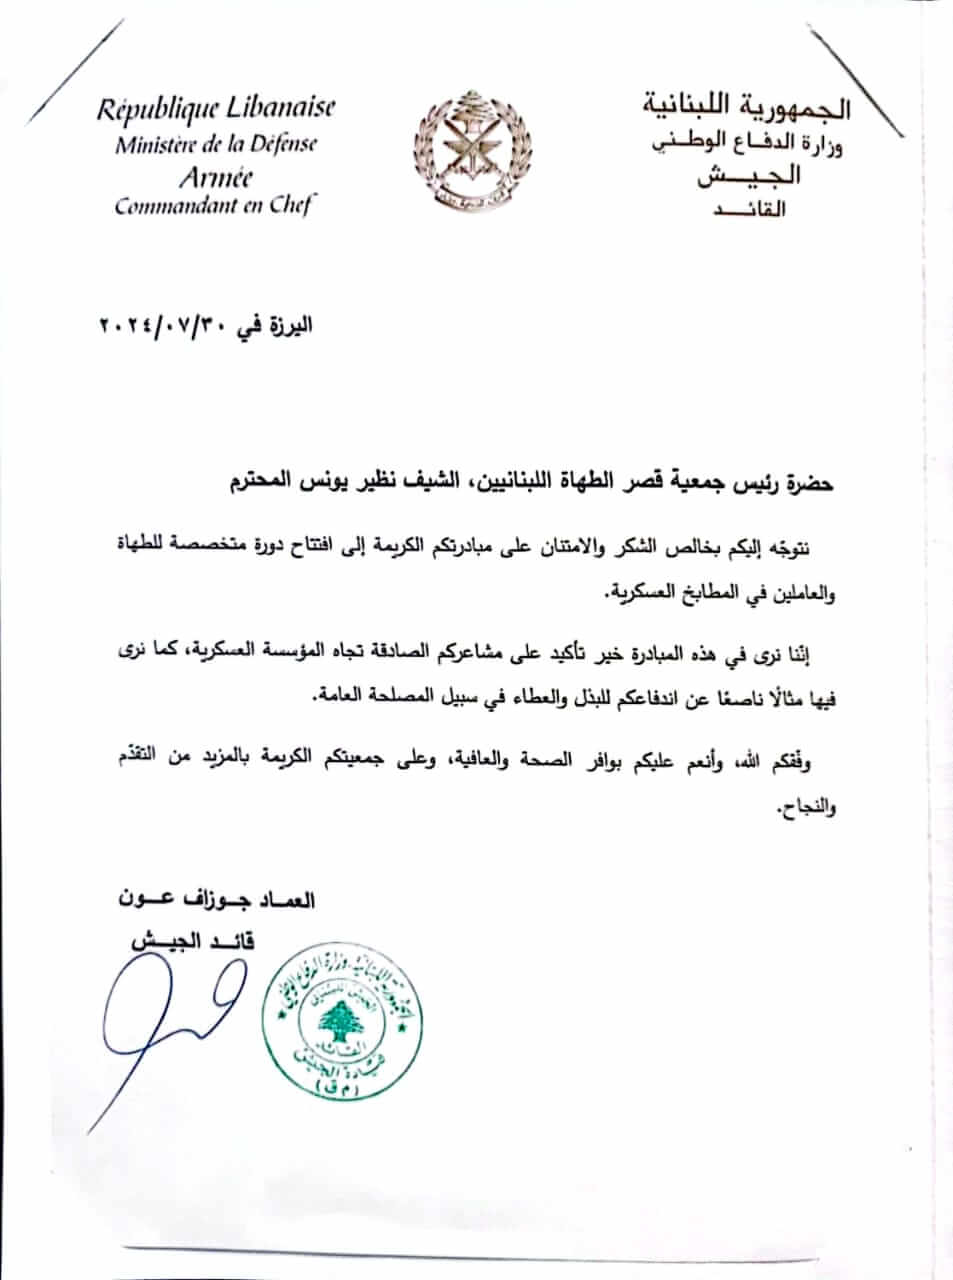 République Libanaise
Ministère de la Défense
Armée
Commandant en Chef
الجمهورية اللبنانية
وزارة الدفاع الوطني
الجيش
القائد
اليرزة في ٢٠٢٤/٠٧/٣٠
حضرة رئيس جمعية قصر الطهاة اللبنانيين، الشيف نظير يونس المحترم
نتوجّه إليكم بخالص الشكر والامتنان على مبادرتكم الكريمة إلى افتتاح دورة متخصصة للطهاة
والعاملين في المطابخ العسكرية.
إنّنا نرى في هذه المبادرة خير تأكيد على مشاعركم الصادقة تجاه المؤسسة العسكرية، كما نرى
فيها مثالًا ناصعًا عن اندفاعكم للبذل والعطاء في سبيل المصلحة العامة.
وفّقكم الله، وأنعم عليكم بوافر الصحة والعافية، وعلى جمعيتكم الكريمة بالمزيد من التقدّم
والنجاح.
العماد جوزاف عون
قائد الجيش
الجمهورية اللبنانية - وزارة الدفاع الوطني
الجيش اللبناني
القائد
قيادة الجيش
(م ق)